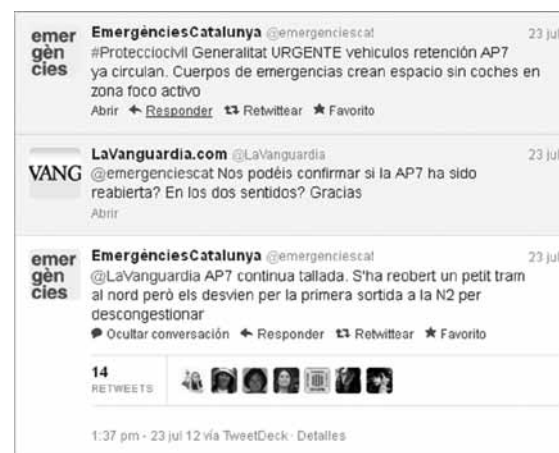 emer
gèn
cies
EmergènciesCatalunya @emergenciescat 23 jul
#Protecciocivil Generalitat URGENTE vehiculos retención AP7
ya circulan. Cuerpos de emergencias crean espacio sin coches en
zona foco activo
Abrir Responder Retwittear Favorito
VANG
LaVanguardia.com @LaVanguardia 23 jul
@emergenciescat Nos podéis confirmar si la AP7 ha sido
reabierta? En los dos sentidos? Gracias
Abrir
emer
gèn
cies
EmergènciesCatalunya @emergenciescat 23 jul
@LaVanguardia AP7 continua tallada. S'ha reobert un petit tram
al nord però els desvien per la primera sortida a la N2 per
descongestionar
Ocultar conversación Responder Retwittear Favorito
14
RETWEETS
1:37 pm - 23 jul 12 vía TweetDeck · Detalles